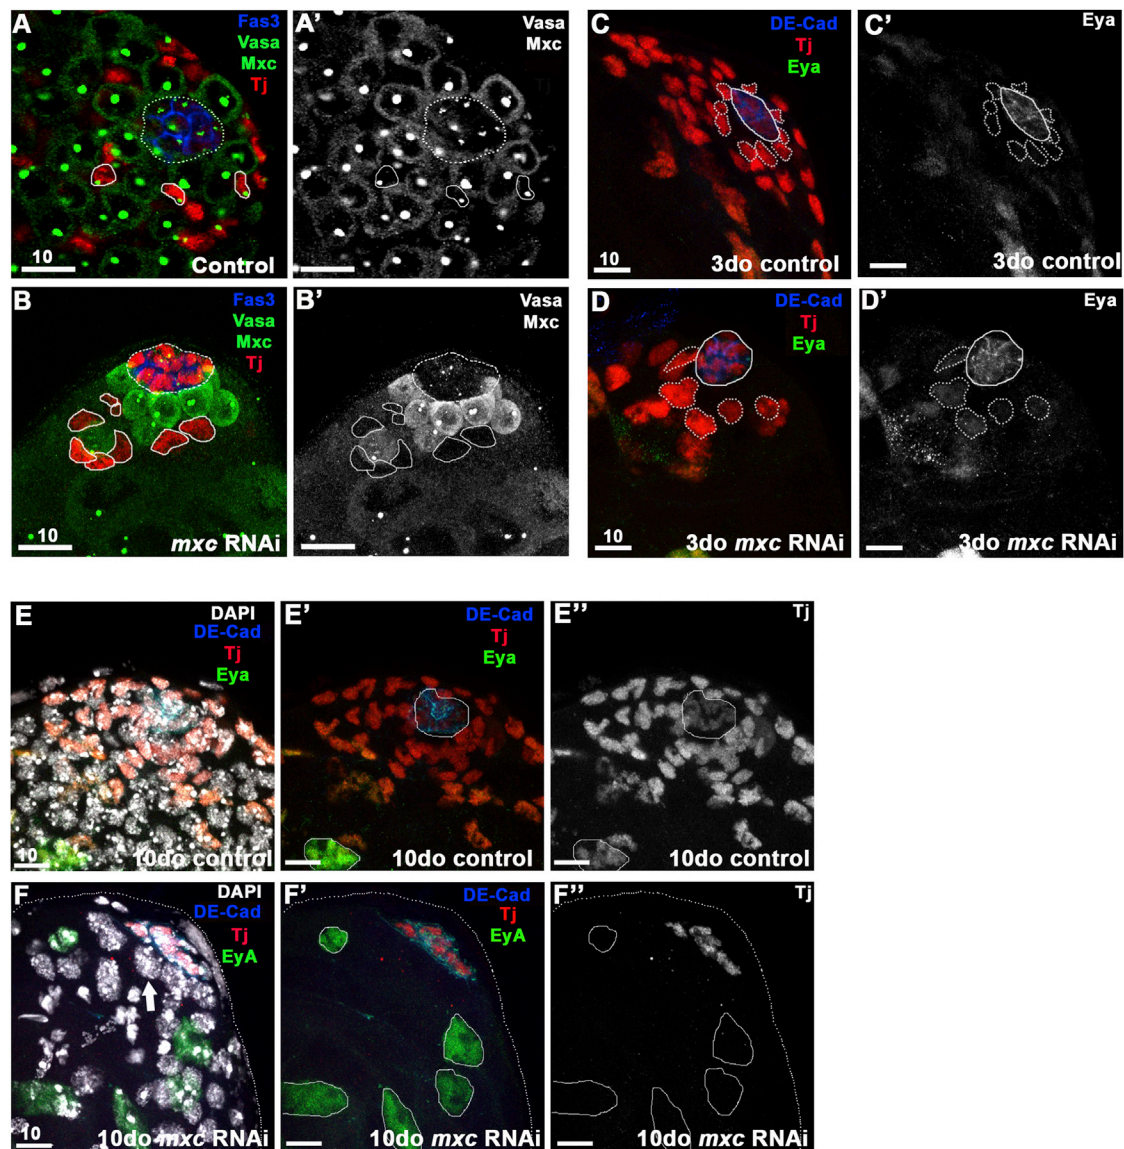 A
Fas3
Vasa
Mxc
Tj
10
Control
A'
Vasa
Mxc
C
DE-Cad
Tj
Eya
10
3do control
C'
Eya
3do control
B
Fas3
Vasa
Mxc
Tj
10
mxc RNAi
B'
Vasa
Mxc
D
DE-Cad
Tj
Eya
10
3do mxc RNAi
D'
Eya
3do mxc RNAi
E
DAPI
DE-Cad
Tj
Eya
10
10do control
E'
DE-Cad
Tj
Eya
10do control
E''
Tj
10do control
F
DAPI
DE-Cad
Tj
EyA
10
10do mxc RNAi
F'
DE-Cad
Tj
EyA
10do mxc RNAi
F''
Tj
10do mxc RNAi